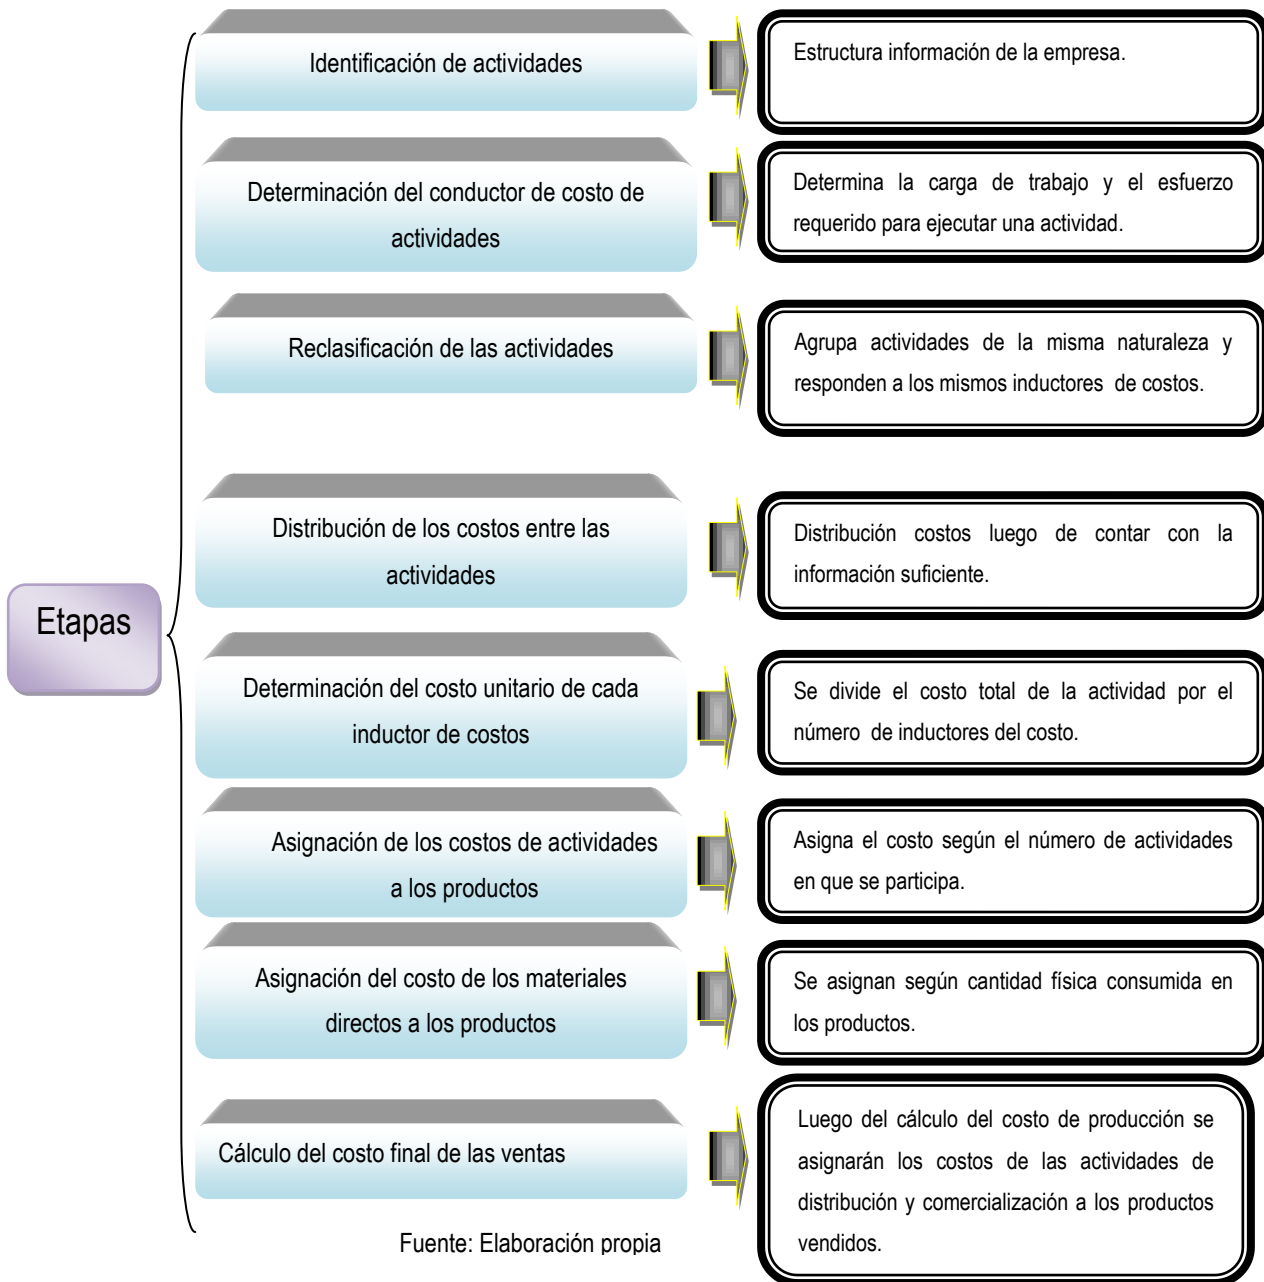 Identificación de actividades
Estructura información de la empresa.
Determinación del conductor de costo de
actividades
Determina la carga de trabajo y el esfuerzo
requerido para ejecutar una actividad.
Reclasificación de las actividades
Agrupa actividades de la misma naturaleza y
responden a los mismos inductores de costos.
Distribución de los costos entre las
actividades
Distribución costos luego de contar con la
información suficiente.
Etapas
Determinación del costo unitario de cada
inductor de costos
Se divide el costo total de la actividad por el
número de inductores del costo.
Asignación de los costos de actividades
a los productos
Asigna el costo según el número de actividades
en que se participa.
Asignación del costo de los materiales
directos a los productos
Se asignan según cantidad física consumida en
los productos.
Cálculo del costo final de las ventas
Luego del cálculo del costo de producción se
asignarán los costos de las actividades de
distribución y comercialización a los productos
vendidos.
Fuente: Elaboración propia